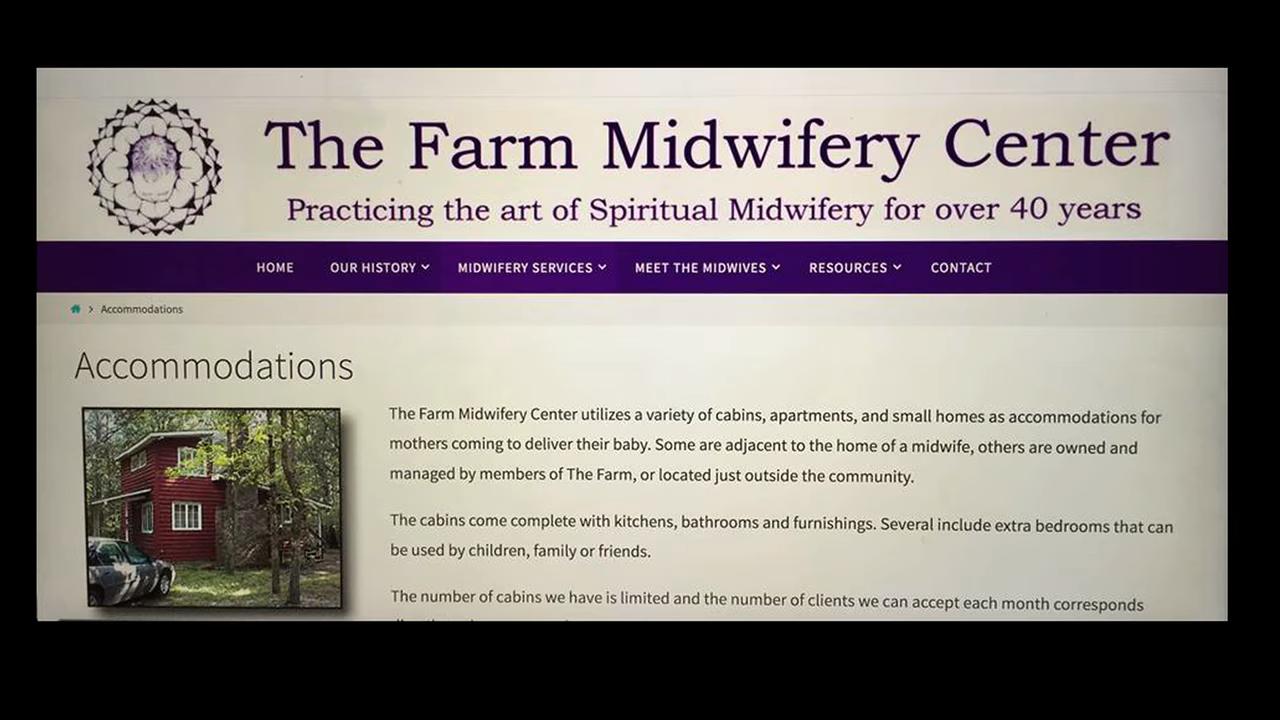 The Farm Midwifery Center
Practicing the art of Spiritual Midwifery for over 40 years
HOME OUR HISTORY MIDWIFERY SERVICES MEET THE MIDWIVES RESOURCES CONTACT
Accommodations
Accommodations
The Farm Midwifery Center utilizes a variety of cabins, apartments, and small homes as accommodations for
mothers coming to deliver their baby. Some are adjacent to the home of a midwife, others are owned and
managed by members of The Farm, or located just outside the community.
The cabins come complete with kitchens, bathrooms and furnishings. Several include extra bedrooms that can
be used by children, family or friends.
The number of cabins we have is limited and the number of clients we can accept each month corresponds